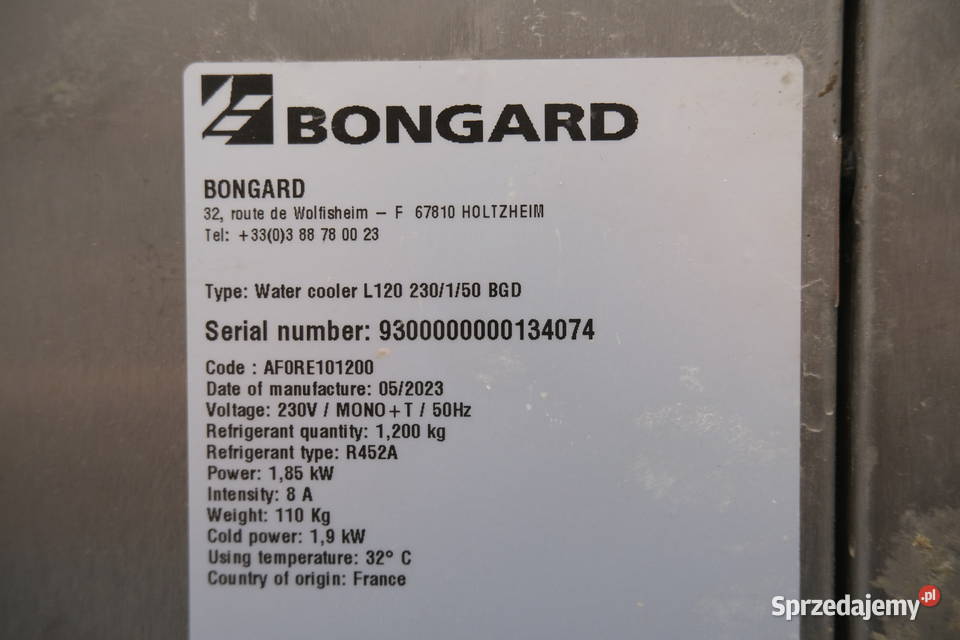 BONGARD
BONGARD
32, route de Wolfisheim – F 67810 HOLTZHEIM
Tel: +33(0)3 88 78 00 23
Type: Water cooler L120 230/1/50 BGD
Serial number: 9300000000134074
Code : AF0RE101200
Date of manufacture: 05/2023
Voltage: 230V / MONO+T / 50Hz
Refrigerant quantity: 1,200 kg
Refrigerant type: R452A
Power: 1,85 kW
Intensity: 8 A
Weight: 110 Kg
Cold power: 1,9 kW
Using temperature: 32° C
Country of origin: France
Sprzedajemy.pl